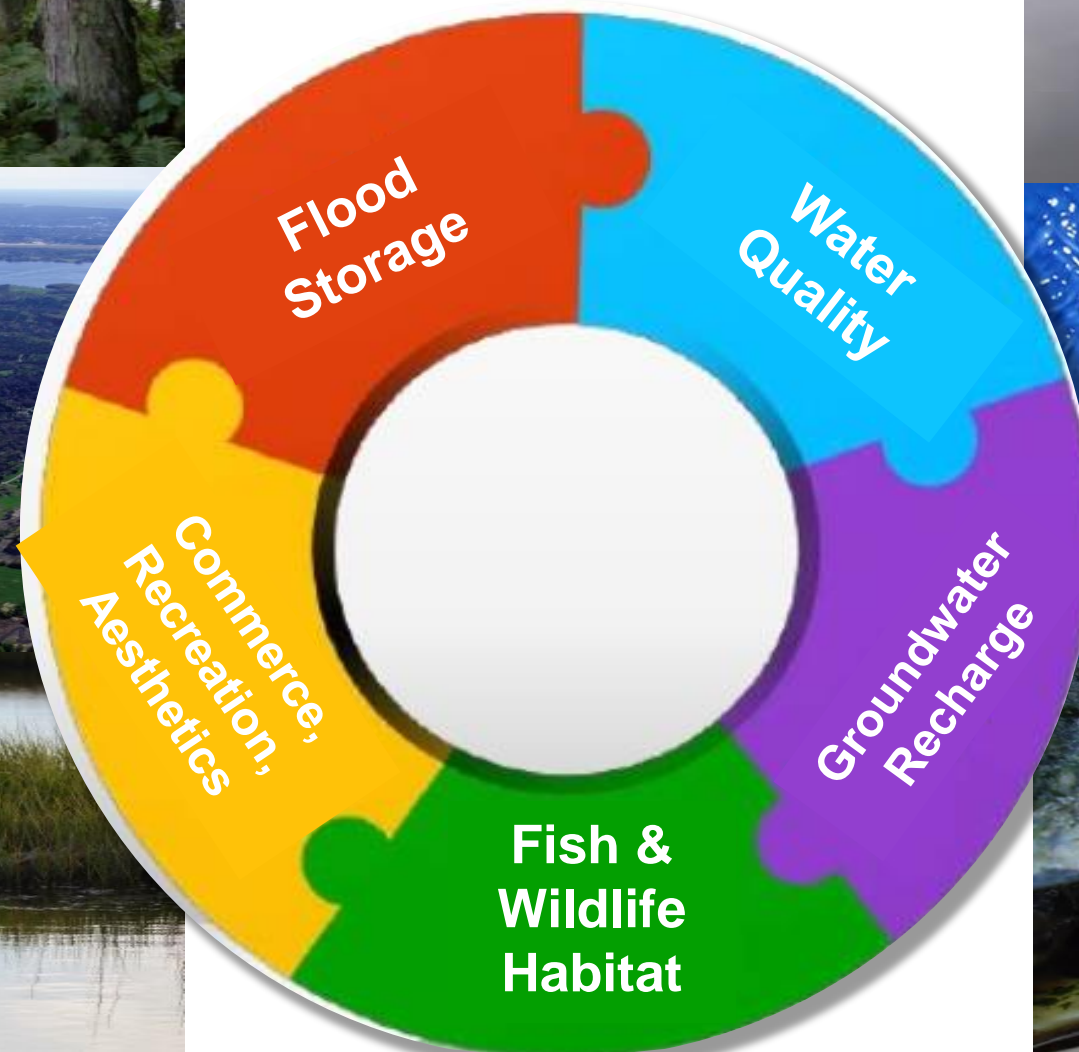 Flood
Storage
Water
Quality
Groundwater
Recharge
Fish &
Wildlife
Habitat
Commerce,
Recreation,
Aesthetics